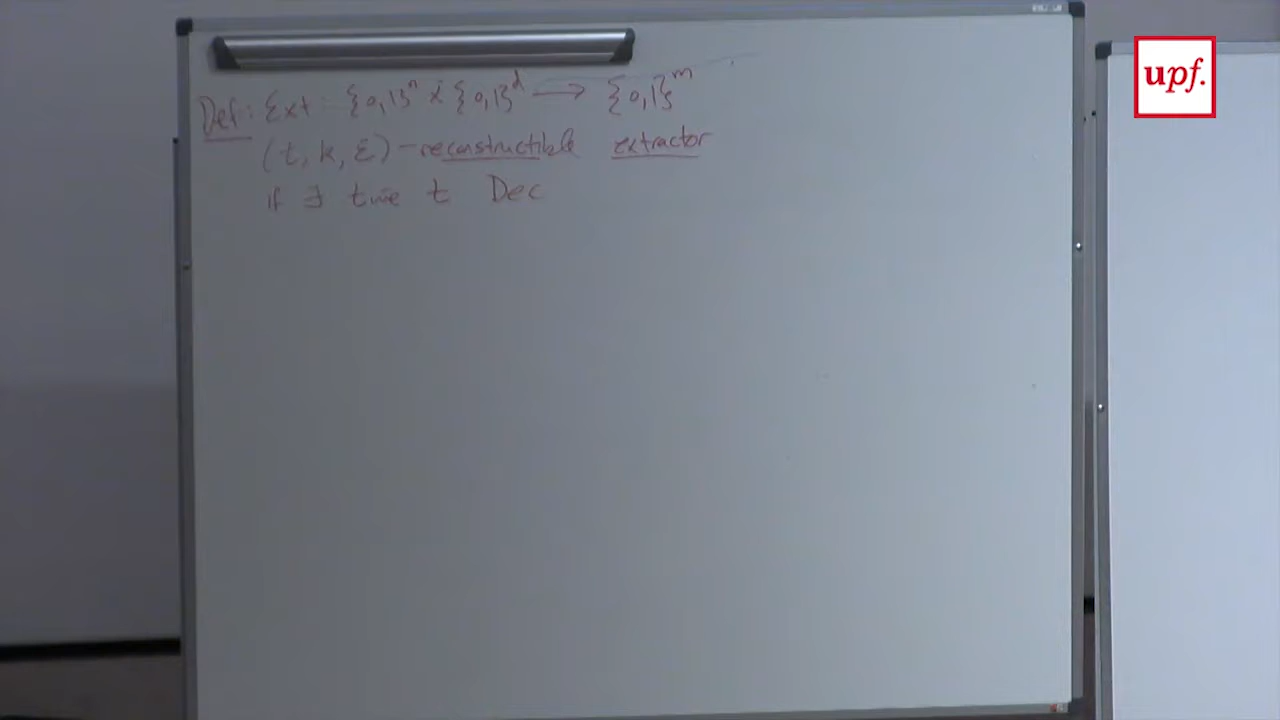 Def: Ext : {0,1}ⁿ × {0,1}ᵈ → {0,1}ᵐ
(t, k, ε)-reconstructible extractor
if ∃ time t Dec
upf.